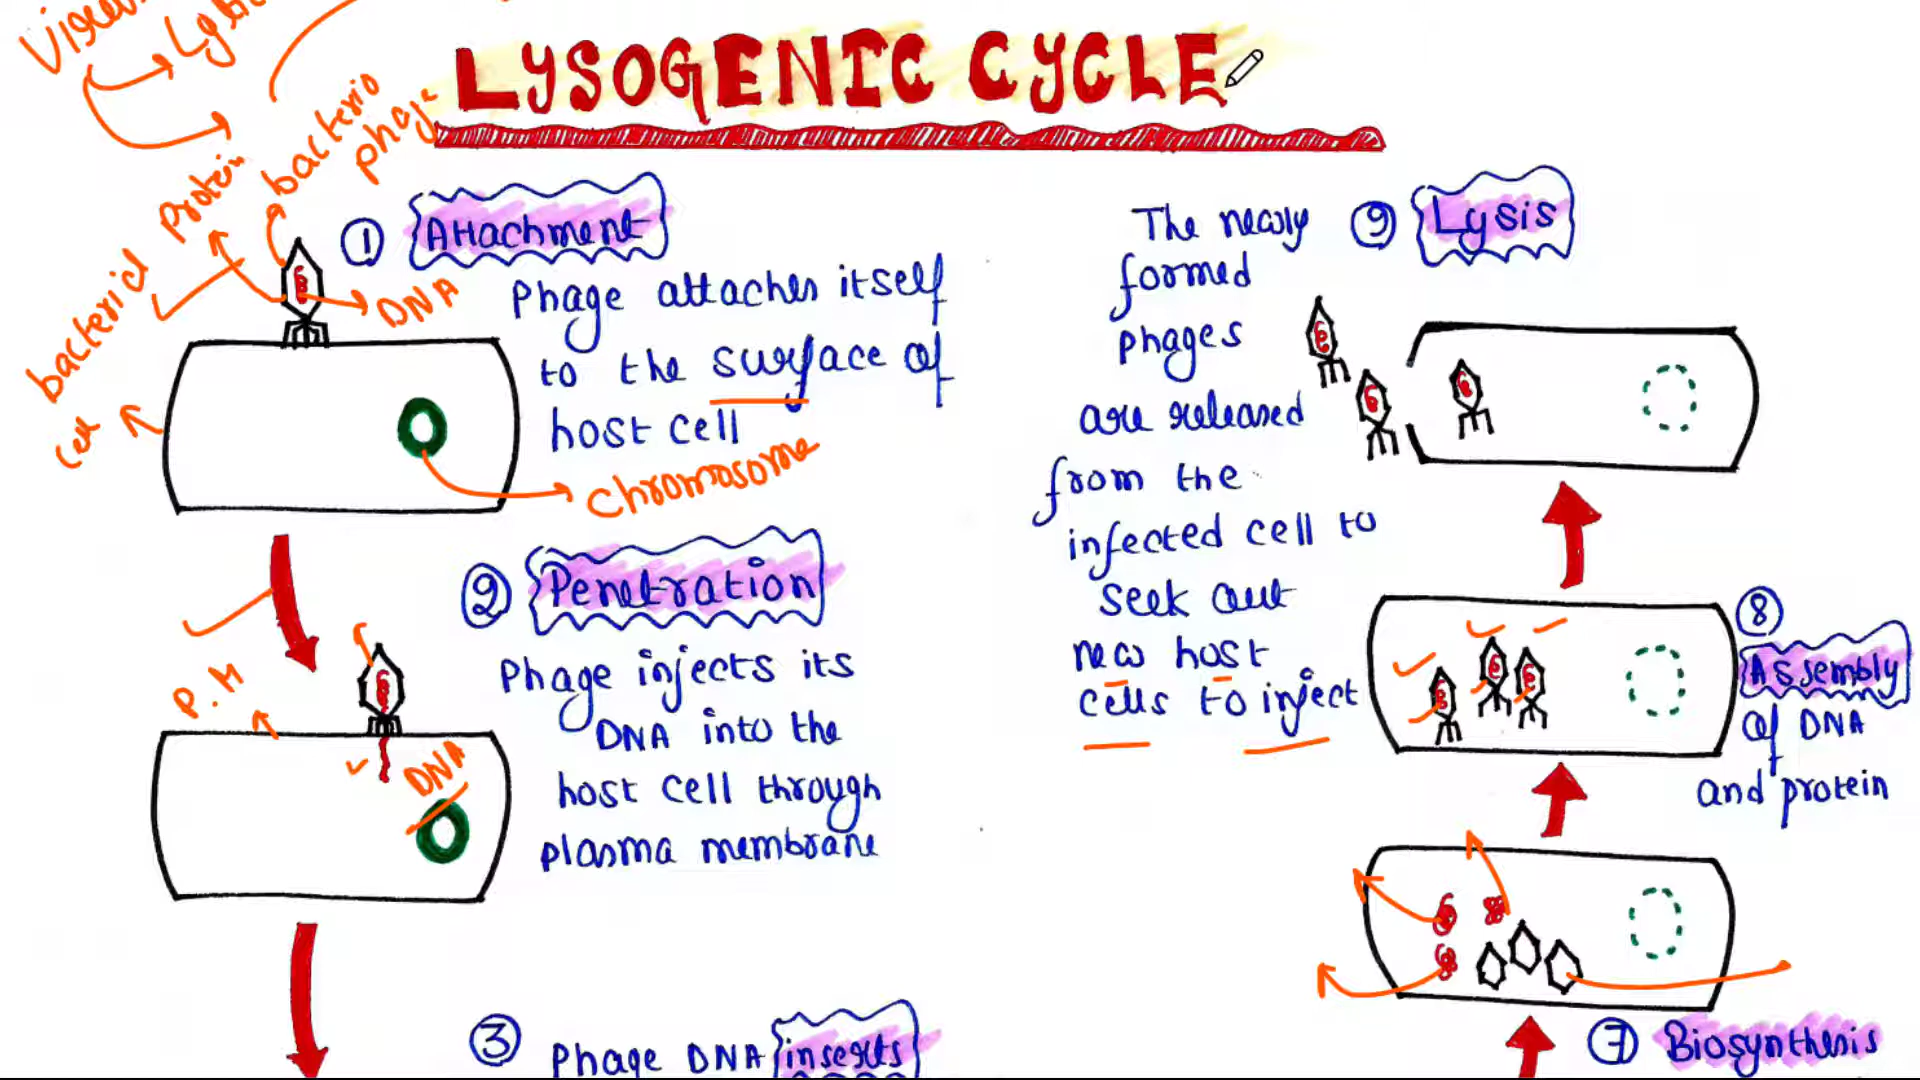 LYSOGENIC CYCLE
bacterio
phage
Protein
DNA
bacterial
cell
① Attachment
Phage attaches itself
to the surface of
host cell
chromosome
② Penetration
Phage injects its
DNA into the
host cell through
plasma membrane
P.M
DNA
③ Phage DNA inserts
⑨ Lysis
The newly
formed
phages
are released
from the
infected cell to
seek out
new host
cells to inject
⑧
Assembly
of DNA
and protein
⑦ Biosynthesis